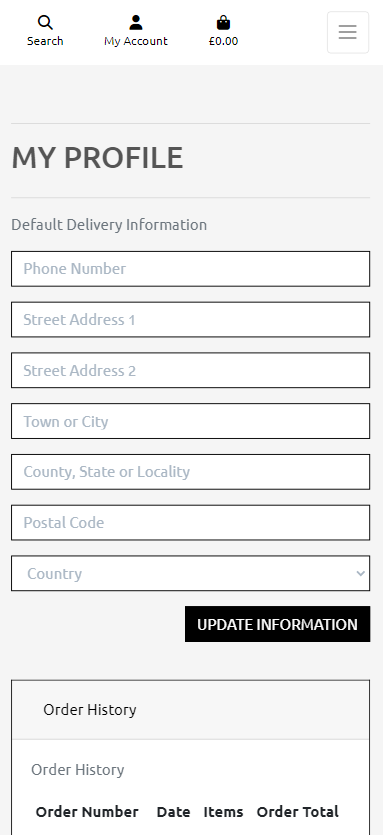 Search My Account £0.00
MY PROFILE
Default Delivery Information
Phone Number
Street Address 1
Street Address 2
Town or City
County, State or Locality
Postal Code
Country
UPDATE INFORMATION
Order History
Order History
Order Number Date Items Order Total